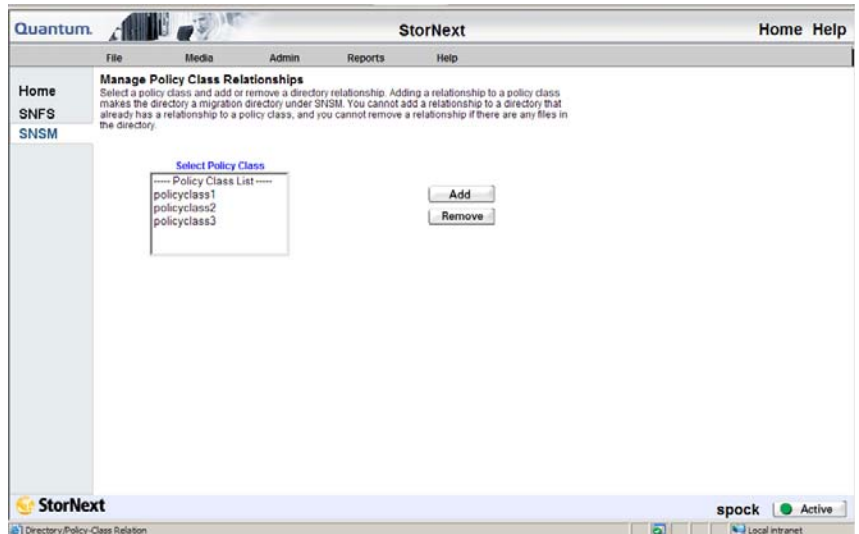 Quantum.
StorNext
Home Help
File Media Admin Reports Help
Home
SNFS
SNSM
Manage Policy Class Relationships
Select a policy class and add or remove a directory relationship. Adding a relationship to a policy class
makes the directory a migration directory under SNSM. You cannot add a relationship to a directory that
already has a relationship to a policy class, and you cannot remove a relationship if there are any files in
the directory.
Select Policy Class
----- Policy Class List -----
policyclass1
policyclass2
policyclass3
Add
Remove
StorNext
spock Active
Directory/Policy-Class Relation
Local intranet